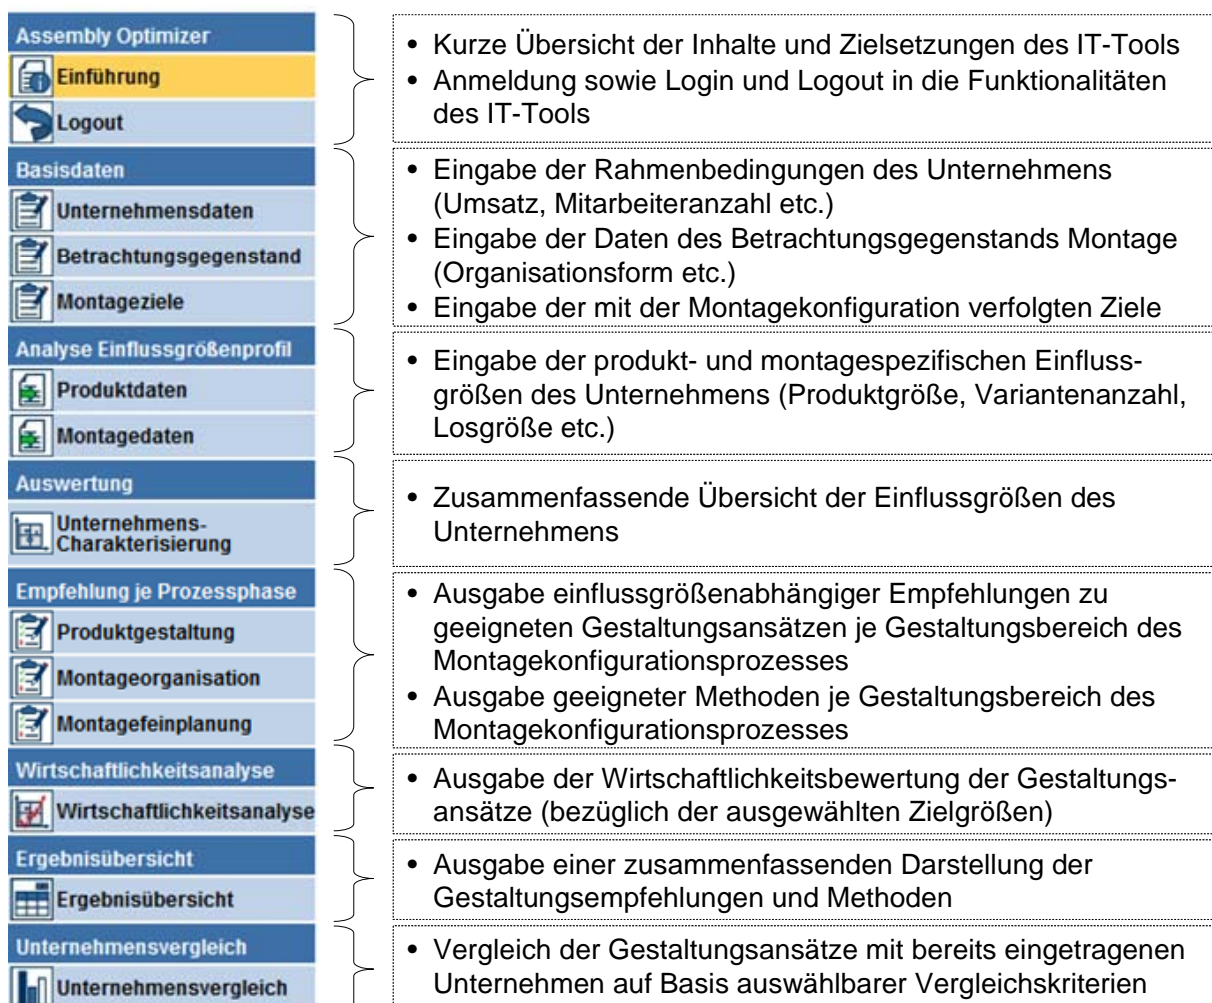 Assembly Optimizer
Einführung
Logout
• Kurze Übersicht der Inhalte und Zielsetzungen des IT-Tools
• Anmeldung sowie Login und Logout in die Funktionalitäten
des IT-Tools
Basisdaten
Unternehmensdaten
Betrachtungsgegenstand
Montageziele
• Eingabe der Rahmenbedingungen des Unternehmens
(Umsatz, Mitarbeiteranzahl etc.)
• Eingabe der Daten des Betrachtungsgegenstands Montage
(Organisationsform etc.)
• Eingabe der mit der Montagekonfiguration verfolgten Ziele
Analyse Einflussgrößenprofil
Produktdaten
Montagedaten
• Eingabe der produkt- und montagespezifischen Einfluss-
größen des Unternehmens (Produktgröße, Variantenanzahl,
Losgröße etc.)
Auswertung
Unternehmens-
Charakterisierung
• Zusammenfassende Übersicht der Einflussgrößen des
Unternehmens
Empfehlung je Prozessphase
Produktgestaltung
Montageorganisation
Montagefeinplanung
• Ausgabe einflussgrößenabhängiger Empfehlungen zu
geeigneten Gestaltungsansätzen je Gestaltungsbereich des
Montagekonfigurationsprozesses
• Ausgabe geeigneter Methoden je Gestaltungsbereich des
Montagekonfigurationsprozesses
Wirtschaftlichkeitsanalyse
Wirtschaftlichkeitsanalyse
• Ausgabe der Wirtschaftlichkeitsbewertung der Gestaltungs-
ansätze (bezüglich der ausgewählten Zielgrößen)
Ergebnisübersicht
Ergebnisübersicht
• Ausgabe einer zusammenfassenden Darstellung der
Gestaltungsempfehlungen und Methoden
Unternehmensvergleich
Unternehmensvergleich
• Vergleich der Gestaltungsansätze mit bereits eingetragenen
Unternehmen auf Basis auswählbarer Vergleichskriterien